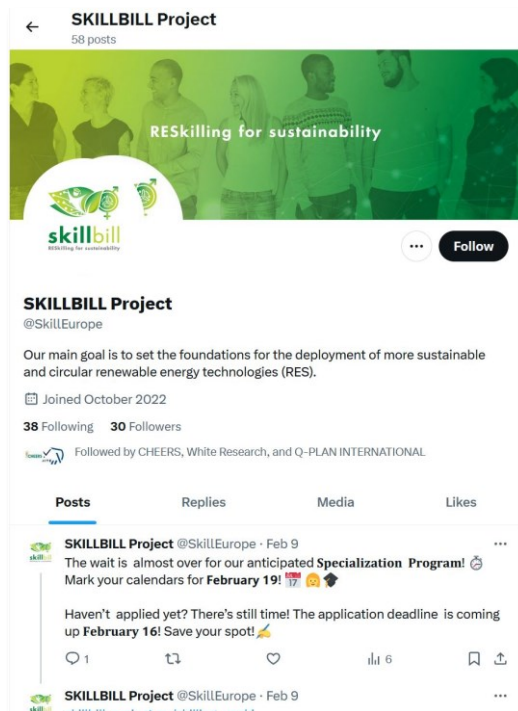 SKILLBILL Project
58 posts
RESkilling for sustainability
skillbill
RESkilling for sustainability
Follow
SKILLBILL Project
@SkillEurope
Our main goal is to set the foundations for the deployment of more sustainable
and circular renewable energy technologies (RES).
Joined October 2022
38 Following 30 Followers
Followed by CHEERS, White Research, and Q-PLAN INTERNATIONAL
Posts Replies Media Likes
SKILLBILL Project @SkillEurope · Feb 9
The wait is almost over for our anticipated Specialization Program! ⏱️
Mark your calendars for February 19! 📅 👩 🎓
Haven't applied yet? There's still time! The application deadline is coming
up February 16! Save your spot! ✍️
1 6
SKILLBILL Project @SkillEurope · Feb 9